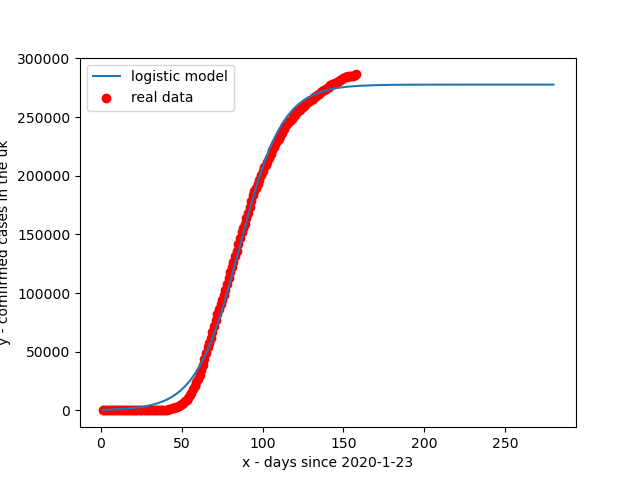 300000
250000
200000
150000
100000
50000
0
logistic model
real data
y - comfirmed cases in the uk
0 50 100 150 200 250
x - days since 2020-1-23